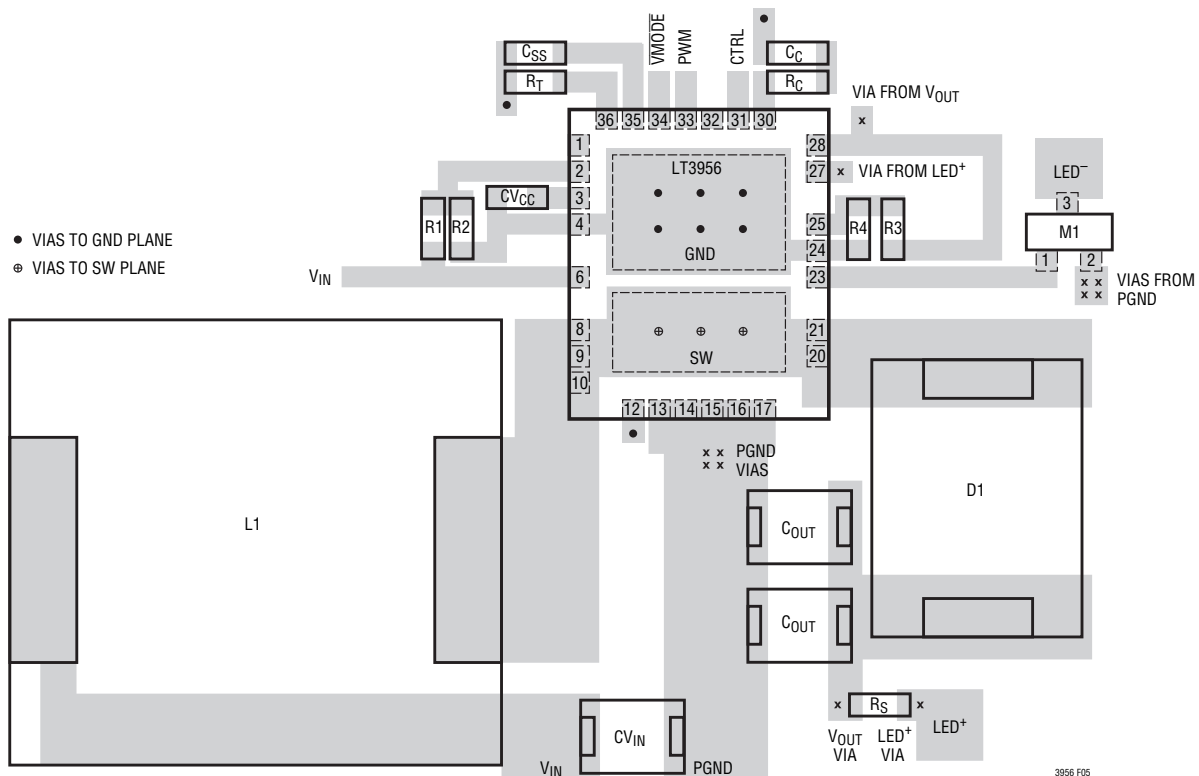 CSS
RT
VMODE
PWM
CTRL
CC
RC
VIA FROM VOUT
x
36 35 34 33 32 31 30
1
2
3
4
6
8
9
10
28
27
25
24
23
21
20
12 13 14 15 16 17
LT3956
GND
SW
x VIA FROM LED+
CVCC
R1 R2
R4 R3
LED–
3
M1
1 2
x x
x x
VIAS FROM
PGND
● VIAS TO GND PLANE
⊕ VIAS TO SW PLANE
VIN
L1
x x PGND
x x VIAS
COUT
COUT
D1
x RS x
VOUT
VIA
LED+
VIA
LED+
CVIN
VIN
PGND
3956 F05